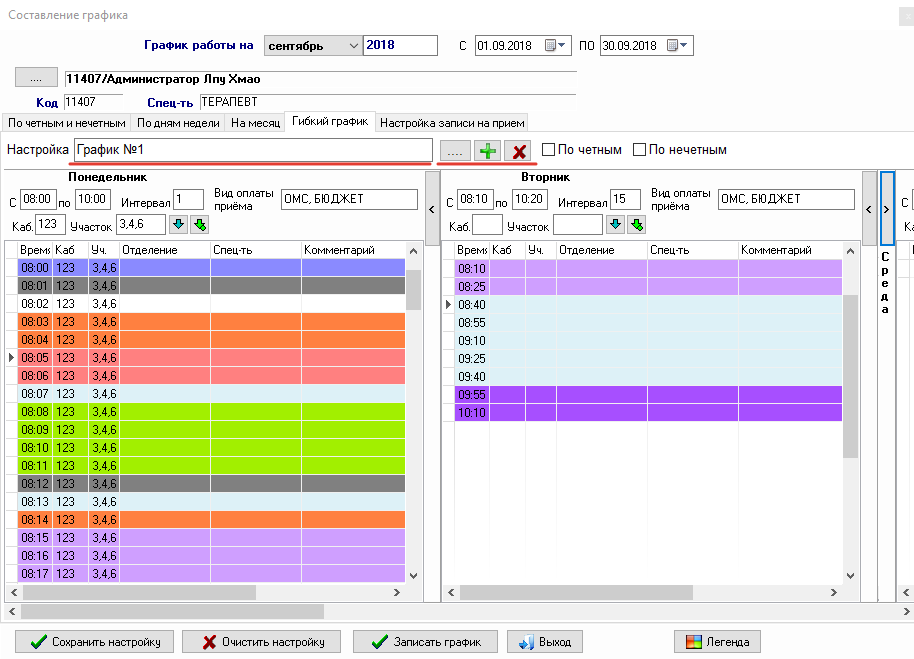 Составление графика
График работы на сентябрь 2018 С 01.09.2018 ПО 30.09.2018
.... 11407/Администратор Лпу Хмао
Код 11407 Спец-ть ТЕРАПЕВТ
По четным и нечетным По дням недели На месяц Гибкий график Настройка записи на прием
Настройка График №1 .... По четным По нечетным
Понедельник
С 08:00 по 10:00 Интервал 1 Вид оплаты приёма ОМС, БЮДЖЕТ
Каб. 123 Участок 3,4,6
Время Каб Уч. Отделение Спец-ть Комментарий
08:00 123 3,4,6
08:01 123 3,4,6
08:02 123 3,4,6
08:03 123 3,4,6
08:04 123 3,4,6
08:05 123 3,4,6
08:06 123 3,4,6
08:07 123 3,4,6
08:08 123 3,4,6
08:09 123 3,4,6
08:10 123 3,4,6
08:11 123 3,4,6
08:12 123 3,4,6
08:13 123 3,4,6
08:14 123 3,4,6
08:15 123 3,4,6
08:16 123 3,4,6
08:17 123 3,4,6
Вторник
С 08:10 по 10:20 Интервал 15 Вид оплаты приёма ОМС, БЮДЖЕТ
Каб. Участок
Время Каб Уч. Отделение Спец-ть Комментарий
08:10
08:25
08:40
08:55
09:10
09:25
09:40
09:55
10:10
Среда
С
Сохранить настройку Очистить настройку Записать график Выход Легенда